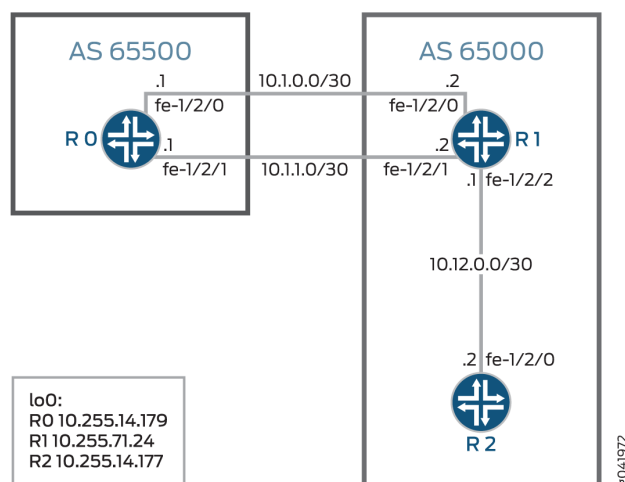 AS 65500
AS 65000
.1
10.1.0.0/30
.2
fe-1/2/0
fe-1/2/0
R 0
.1
.2
R 1
fe-1/2/1
10.1.1.0/30
fe-1/2/1
.1
fe-1/2/2
10.12.0.0/30
.2
fe-1/2/0
lo0:
R0 10.255.14.179
R1 10.255.71.24
R2 10.255.14.177
R 2
g041972